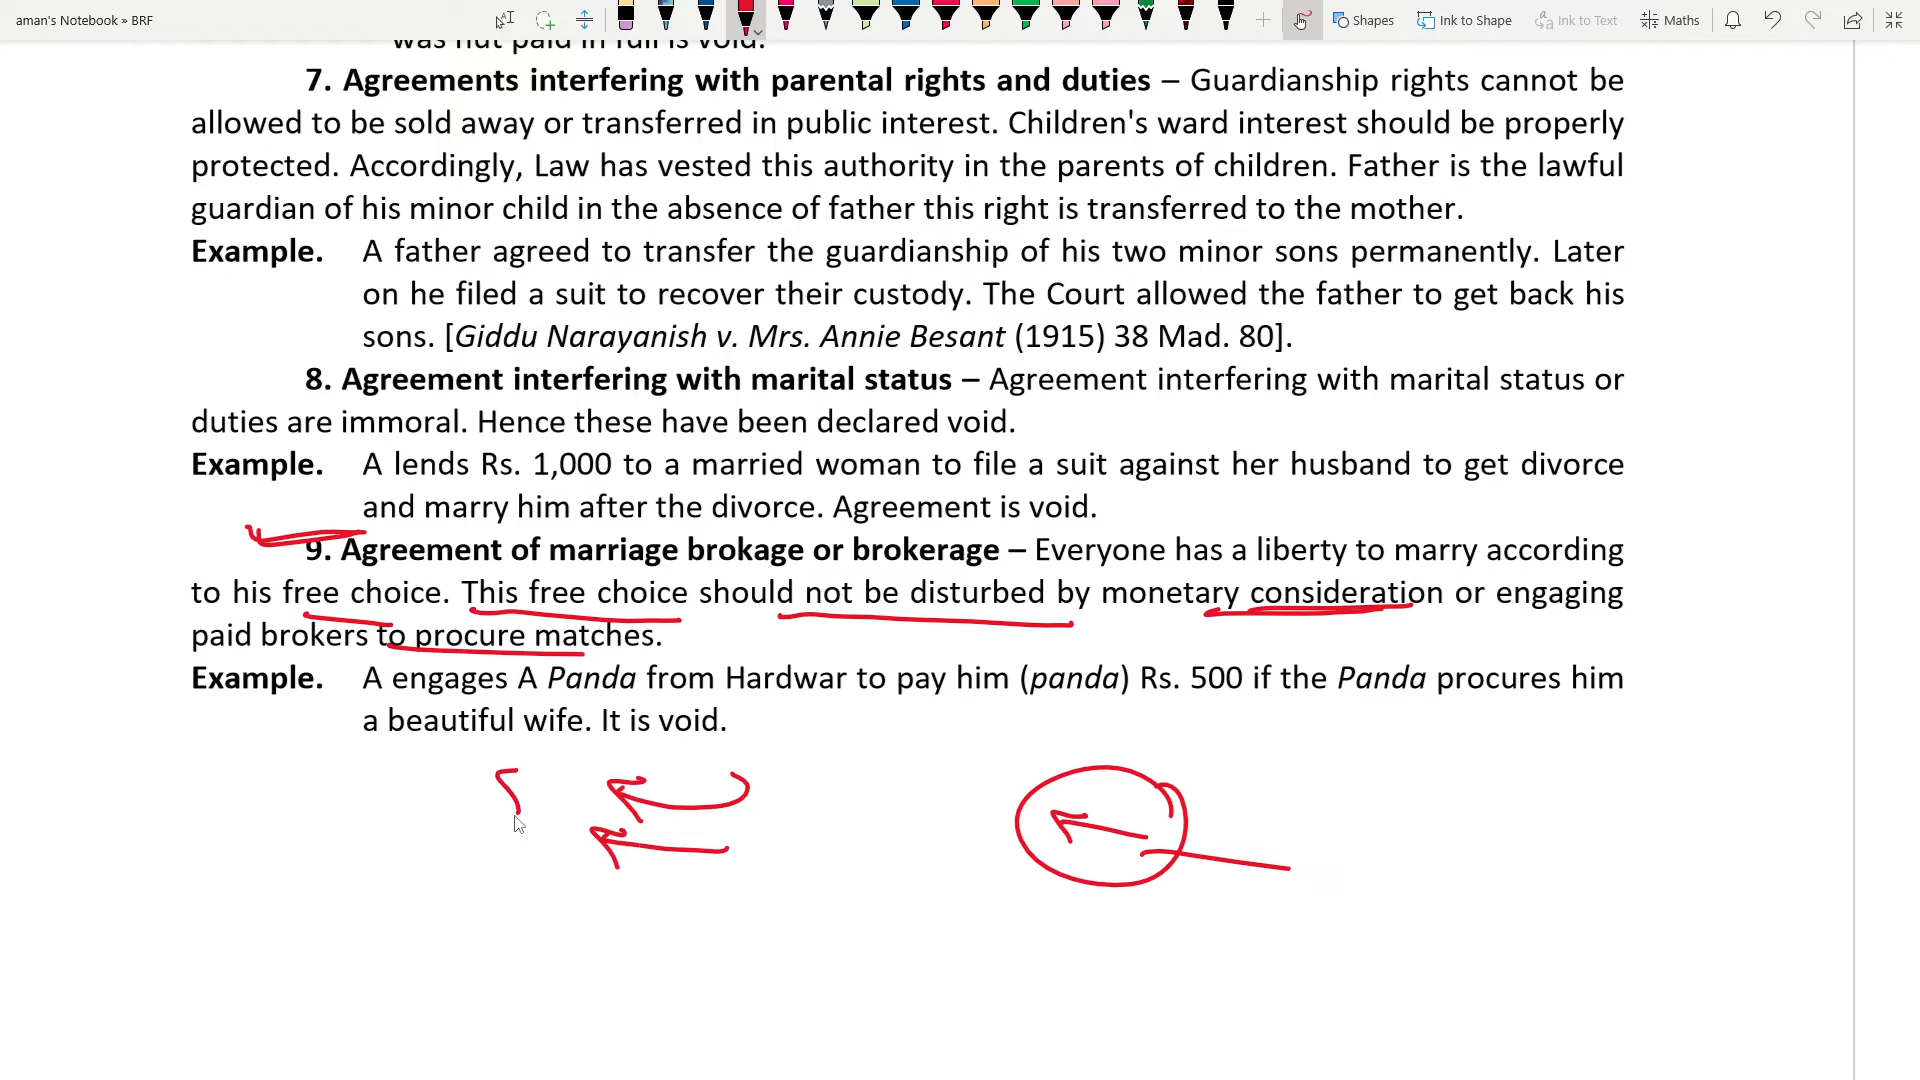 aman's Notebook » BRF
Shapes Ink to Shape Ink to Text Maths
was nut paid in full is void.
7. Agreements interfering with parental rights and duties – Guardianship rights cannot be
allowed to be sold away or transferred in public interest. Children's ward interest should be properly
protected. Accordingly, Law has vested this authority in the parents of children. Father is the lawful
guardian of his minor child in the absence of father this right is transferred to the mother.
Example. A father agreed to transfer the guardianship of his two minor sons permanently. Later
on he filed a suit to recover their custody. The Court allowed the father to get back his
sons. [Giddu Narayanish v. Mrs. Annie Besant (1915) 38 Mad. 80].
8. Agreement interfering with marital status – Agreement interfering with marital status or
duties are immoral. Hence these have been declared void.
Example. A lends Rs. 1,000 to a married woman to file a suit against her husband to get divorce
and marry him after the divorce. Agreement is void.
9. Agreement of marriage brokage or brokerage – Everyone has a liberty to marry according
to his free choice. This free choice should not be disturbed by monetary consideration or engaging
paid brokers to procure matches.
Example. A engages A Panda from Hardwar to pay him (panda) Rs. 500 if the Panda procures him
a beautiful wife. It is void.